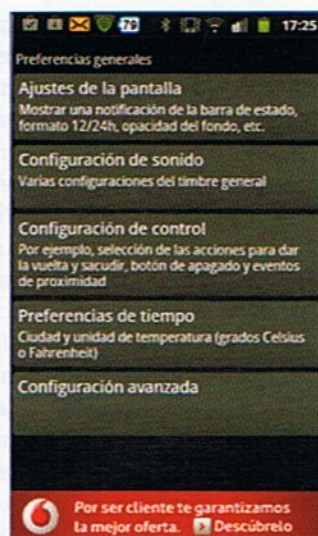 79 17:25
Preferencias generales
Ajustes de la pantalla
Mostrar una notificación de la barra de estado,
formato 12/24h, opacidad del fondo, etc.
Configuración de sonido
Varias configuraciones del timbre general
Configuración de control
Por ejemplo, selección de las acciones para dar
la vuelta y sacudir, botón de apagado y eventos
de proximidad
Preferencias de tiempo
Ciudad y unidad de temperatura (grados Celsius
o Fahrenheit)
Configuración avanzada
Por ser cliente te garantizamos
la mejor oferta. Descúbrelo